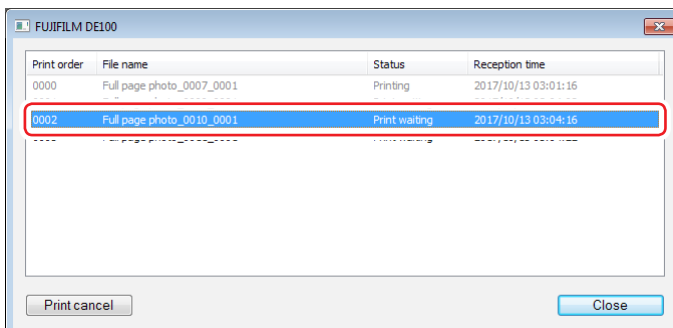 FUJIFILM DE100
Print order File name Status Reception time
0000 Full page photo_0007_0001 Printing 2017/10/13 03:01:16
0002 Full page photo_0010_0001 Print waiting 2017/10/13 03:04:16
Print cancel Close